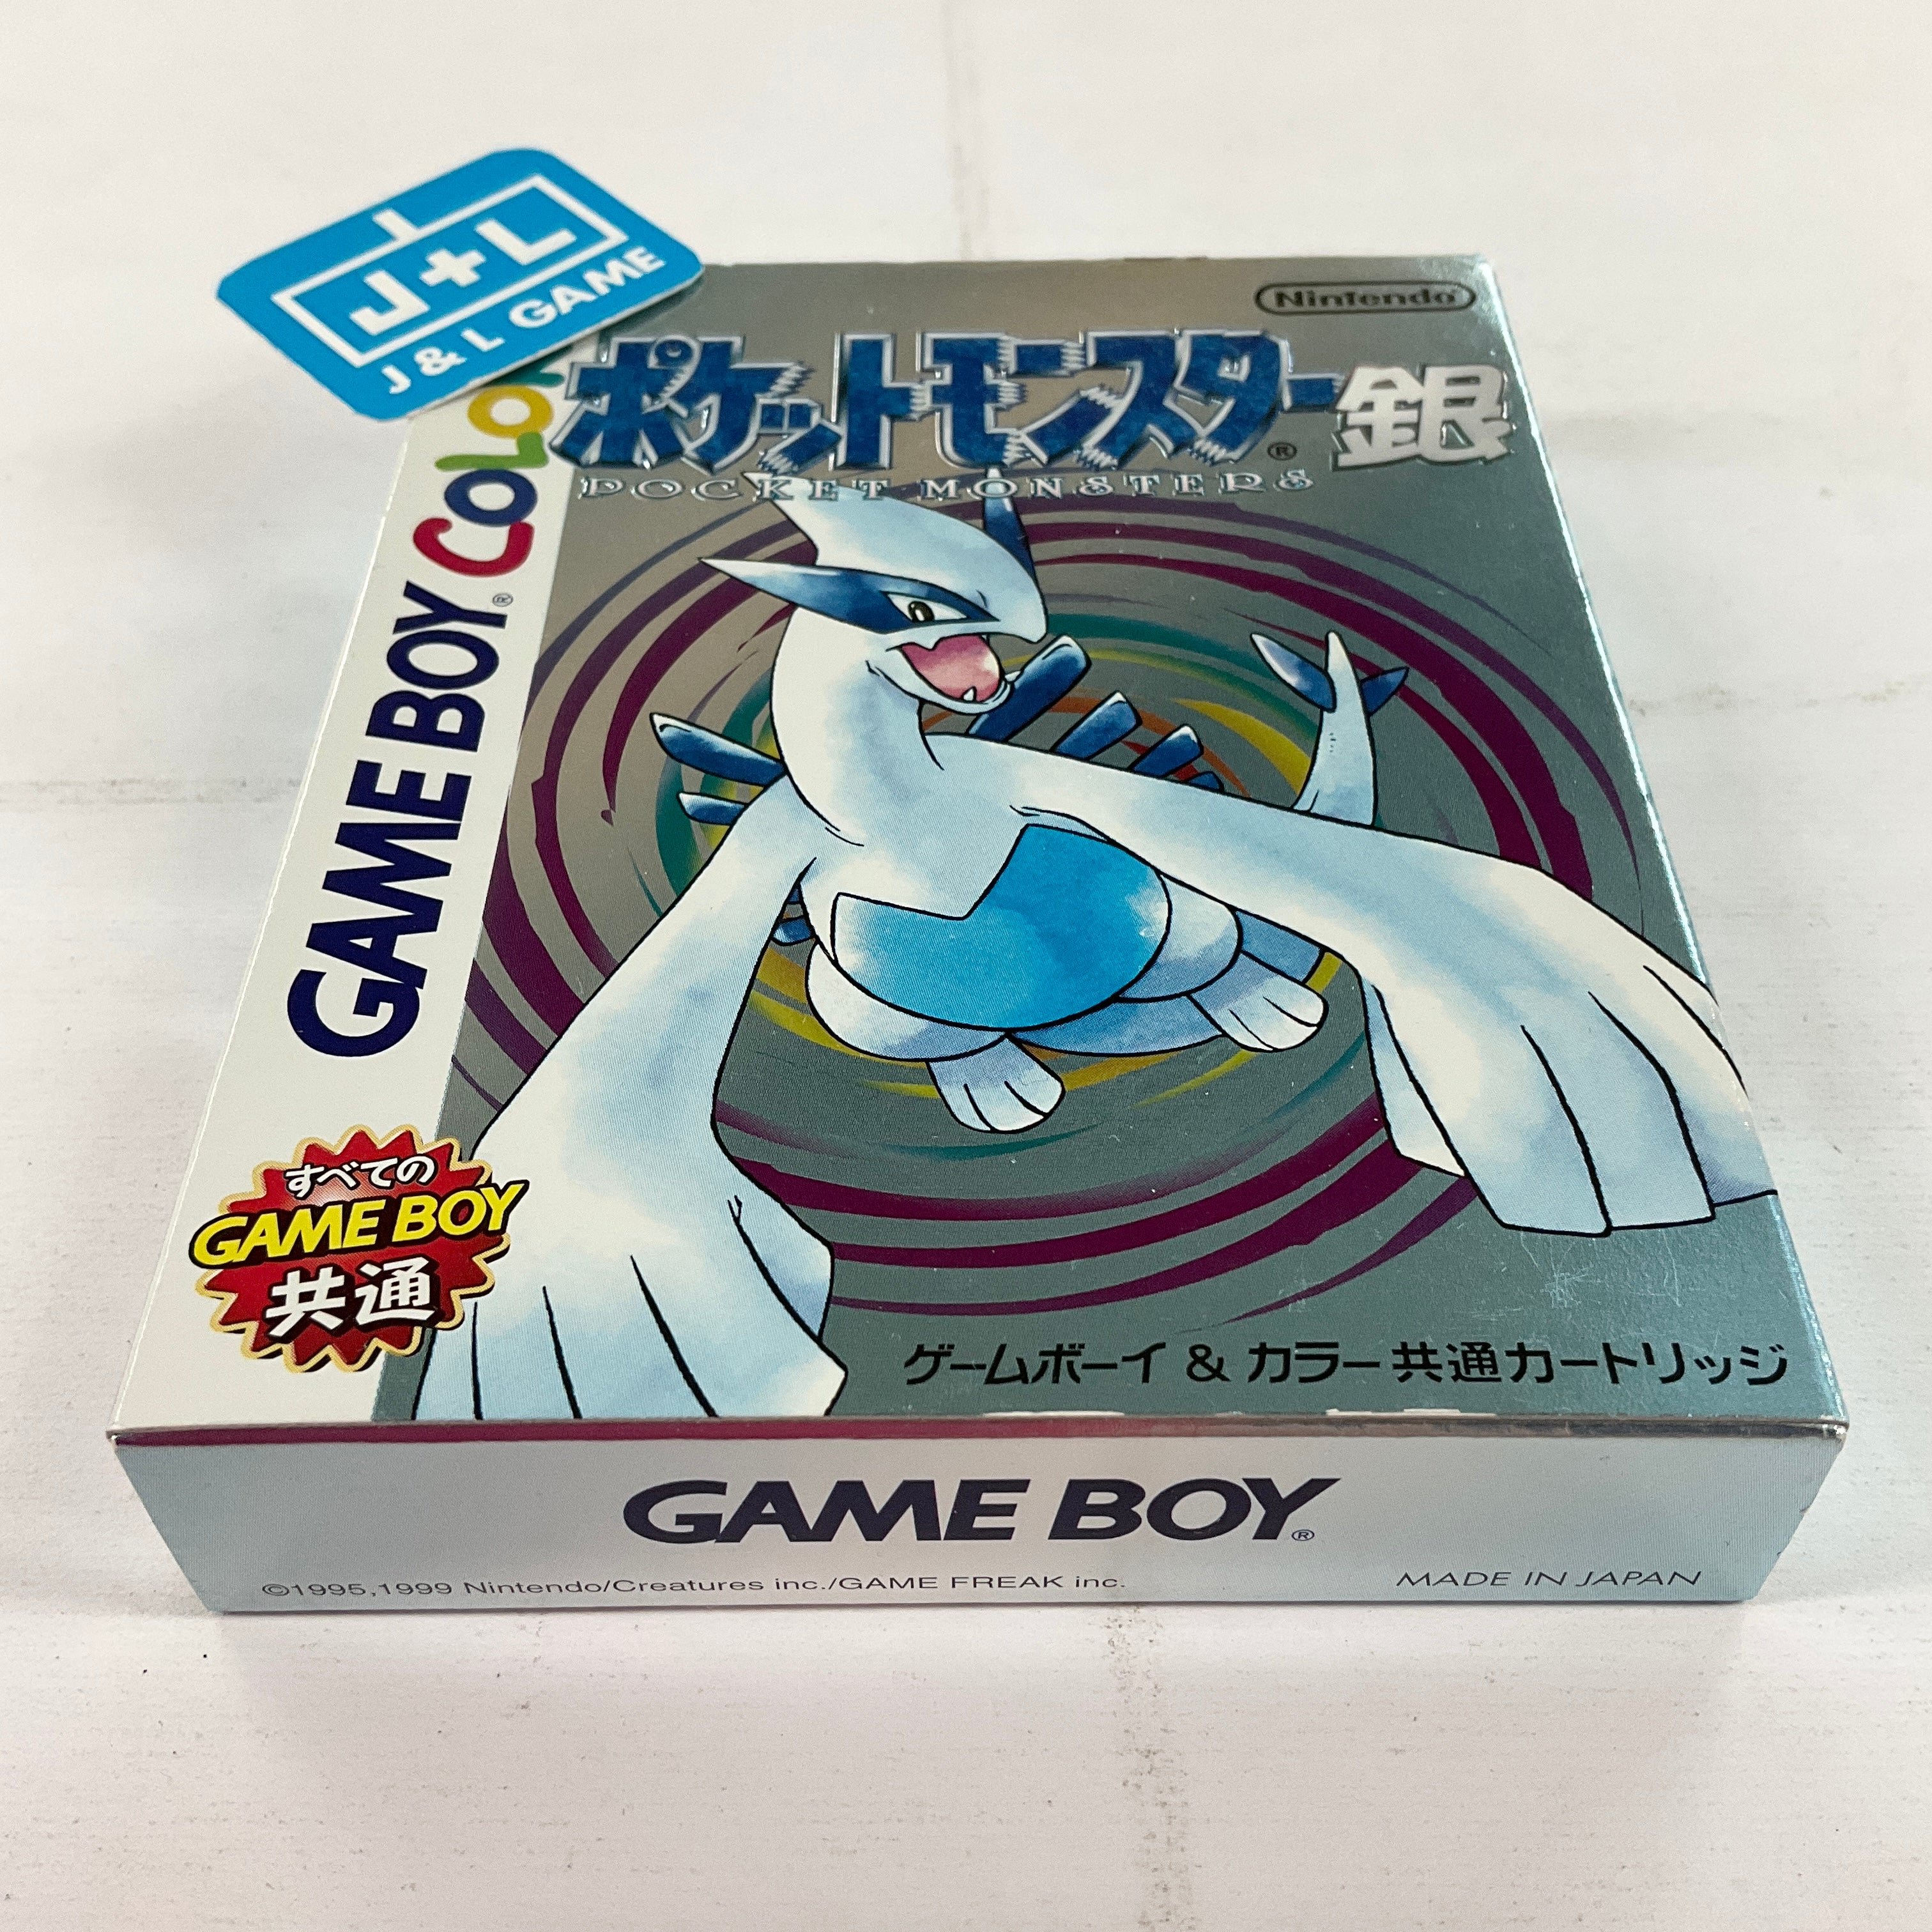 J+L
J & L GAME
Nintendo®
ポケットモンスター®銀
POCKET MONSTERS
GAME BOY® COLOR
すべての
GAME BOY
共通
ゲームボーイ & カラー共通カートリッジ
GAME BOY®
©1995,1999 Nintendo/Creatures inc./GAME FREAK inc.
MADE IN JAPAN